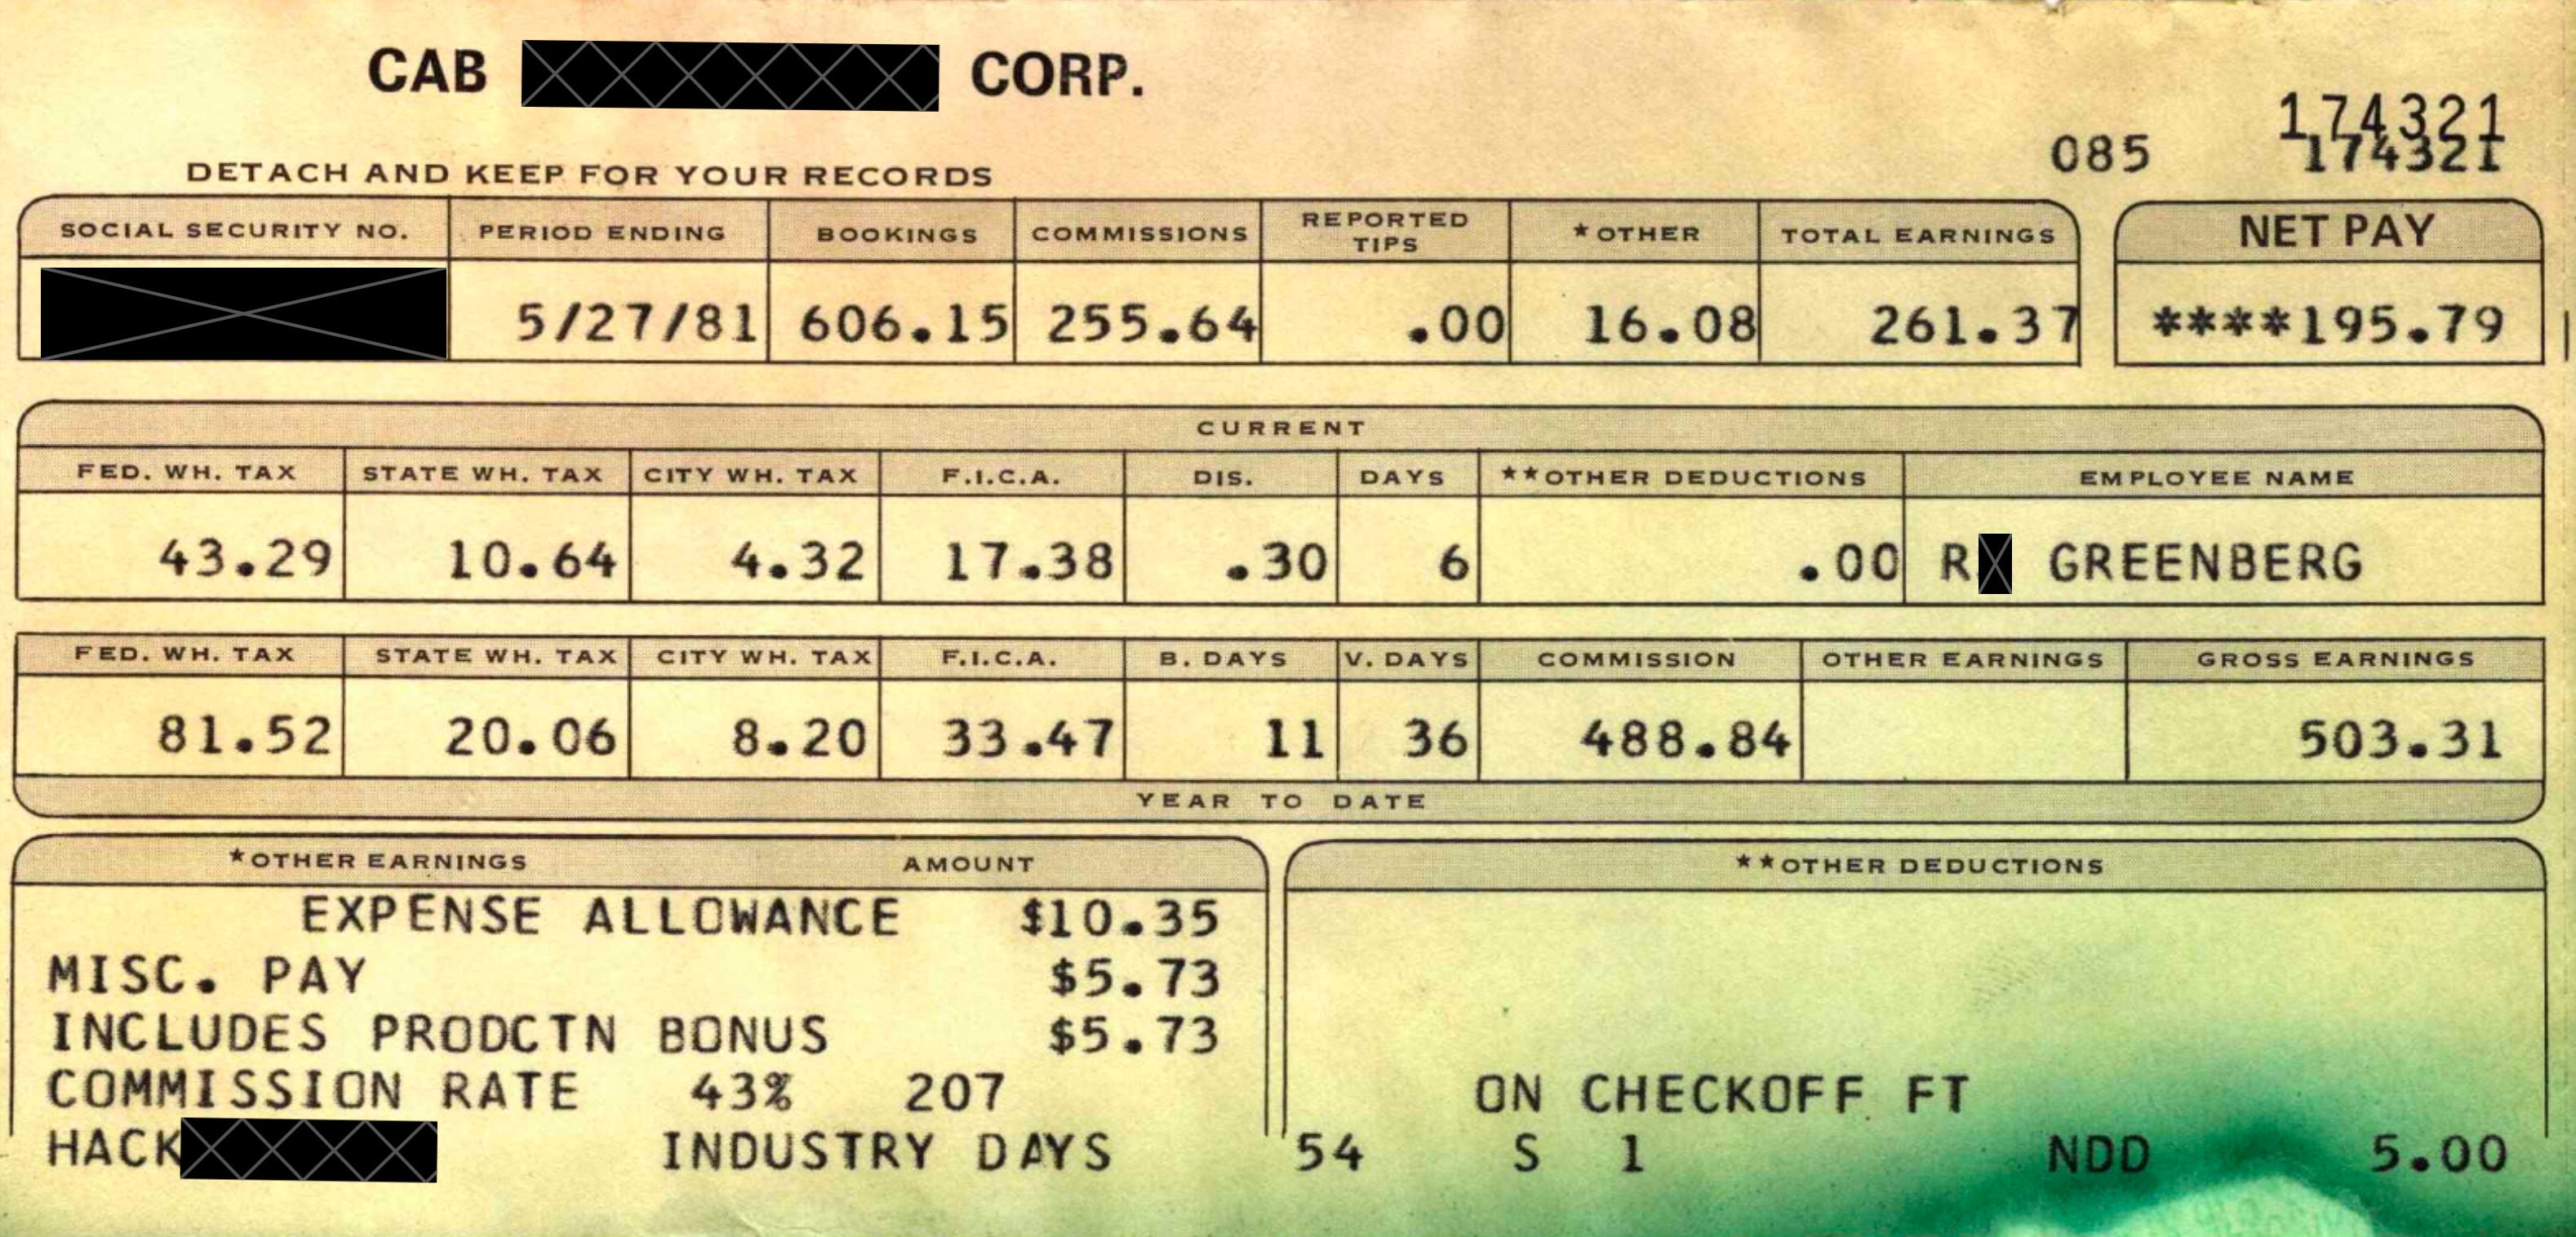 CAB CORP.
174321
085 174321
DETACH AND KEEP FOR YOUR RECORDS
SOCIAL SECURITY NO. PERIOD ENDING BOOKINGS COMMISSIONS REPORTED TIPS *OTHER TOTAL EARNINGS NET PAY
5/27/81 606.15 255.64 .00 16.08 261.37 ****195.79
CURRENT
FED. WH. TAX STATE WH. TAX CITY WH. TAX F.I.C.A. DIS. DAYS **OTHER DEDUCTIONS EMPLOYEE NAME
43.29 10.64 4.32 17.38 .30 6 .00 R GREENBERG
FED. WH. TAX STATE WH. TAX CITY WH. TAX F.I.C.A. B. DAYS V. DAYS COMMISSION OTHER EARNINGS GROSS EARNINGS
81.52 20.06 8.20 33.47 11 36 488.84 503.31
YEAR TO DATE
*OTHER EARNINGS AMOUNT **OTHER DEDUCTIONS
EXPENSE ALLOWANCE $10.35
MISC. PAY $5.73
INCLUDES PRODCTN BONUS $5.73
COMMISSION RATE 43% 207 ON CHECKOFF FT
HACK INDUSTRY DAYS 54 S 1 NDD 5.00